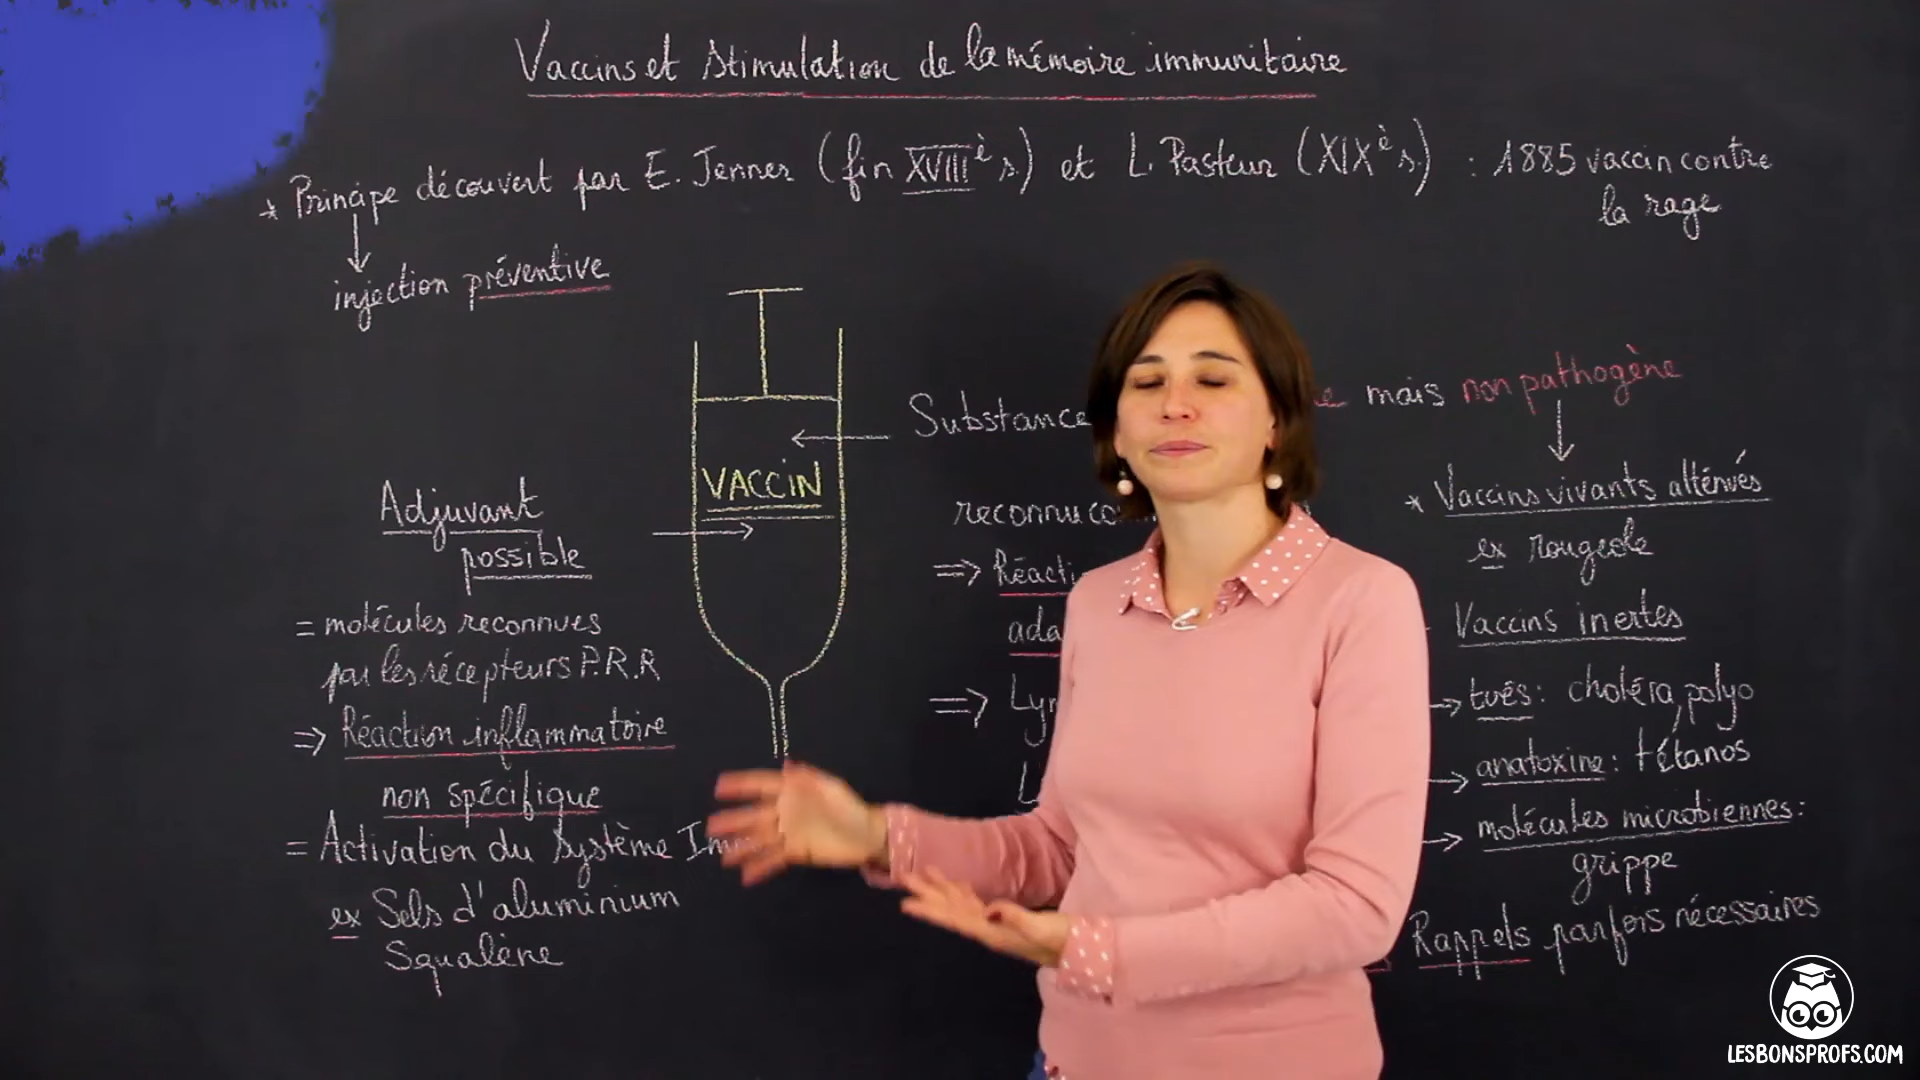 Vaccins et stimulation de la mémoire immunitaire
* Principe découvert par E. Jenner (fin XVIIIè s.) et L. Pasteur (XIXè s.) : 1885 vaccin contre
la rage
injection préventive
Substance mais non pathogène
VACCIN
Adjuvant
possible
= molécules reconnues
par les récepteurs P.R.R
⇒ Réaction inflammatoire
non spécifique
= Activation du Système
ex Sels d'aluminium
Squalène
reconnu
⇒
⇒
* Vaccins vivants atténués
ex rougeole
Vaccins inertes
→ tués : choléra, polyo
→ anatoxine : tétanos
→ molécules microbiennes :
grippe
Rappels parfois nécessaires
LESBONSPROFS.COM